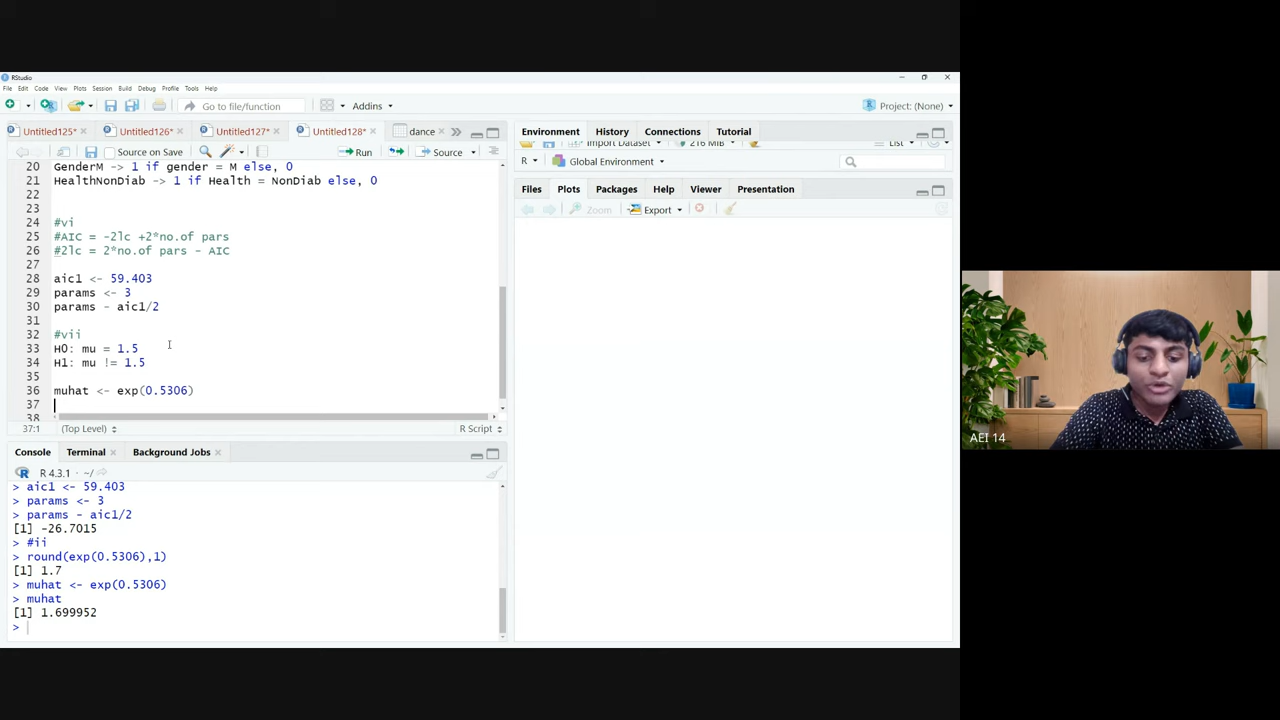 RStudio
File Edit Code View Plots Session Build Debug Profile Tools Help
Go to file/function Addins Project: (None)
Untitled125* Untitled126* Untitled127* Untitled128* dance
Source on Save Run Source
20 GenderM -> 1 if gender = M else, 0
21 HealthNonDiab -> 1 if Health = NonDiab else, 0
22
23
24 #vi
25 #AIC = -2lc +2*no.of pars
26 #2lc = 2*no.of pars - AIC
27
28 aic1 <- 59.403
29 params <- 3
30 params - aic1/2
31
32 #vii
33 H0: mu = 1.5
34 H1: mu != 1.5
35
36 muhat <- exp(0.5306)
37
38
37:1 (Top Level) R Script
Console Terminal Background Jobs
R 4.3.1 · ~/
> aic1 <- 59.403
> params <- 3
> params - aic1/2
[1] -26.7015
> #ii
> round(exp(0.5306),1)
[1] 1.7
> muhat <- exp(0.5306)
> muhat
[1] 1.699952
>
Environment History Connections Tutorial
Import Dataset 216 MiB List
R Global Environment
Files Plots Packages Help Viewer Presentation
Zoom Export
AEI 14